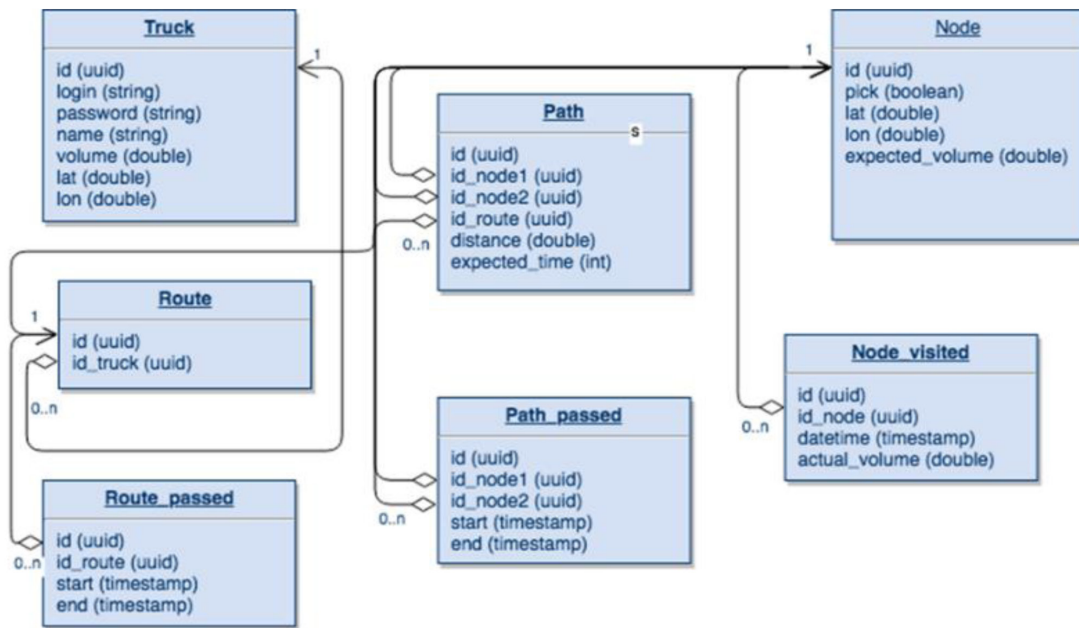 Truck
id (uuid)
login (string)
password (string)
name (string)
volume (double)
lat (double)
lon (double)
1
Node
id (uuid)
pick (boolean)
lat (double)
lon (double)
expected_volume (double)
1
Path
s
id (uuid)
id_node1 (uuid)
id_node2 (uuid)
id_route (uuid)
distance (double)
expected_time (int)
0..n
Route
id (uuid)
id_truck (uuid)
1
0..n
Node_visited
id (uuid)
id_node (uuid)
datetime (timestamp)
actual_volume (double)
0..n
Path_passed
id (uuid)
id_node1 (uuid)
id_node2 (uuid)
start (timestamp)
end (timestamp)
0..n
Route_passed
id (uuid)
id_route (uuid)
start (timestamp)
end (timestamp)
0..n